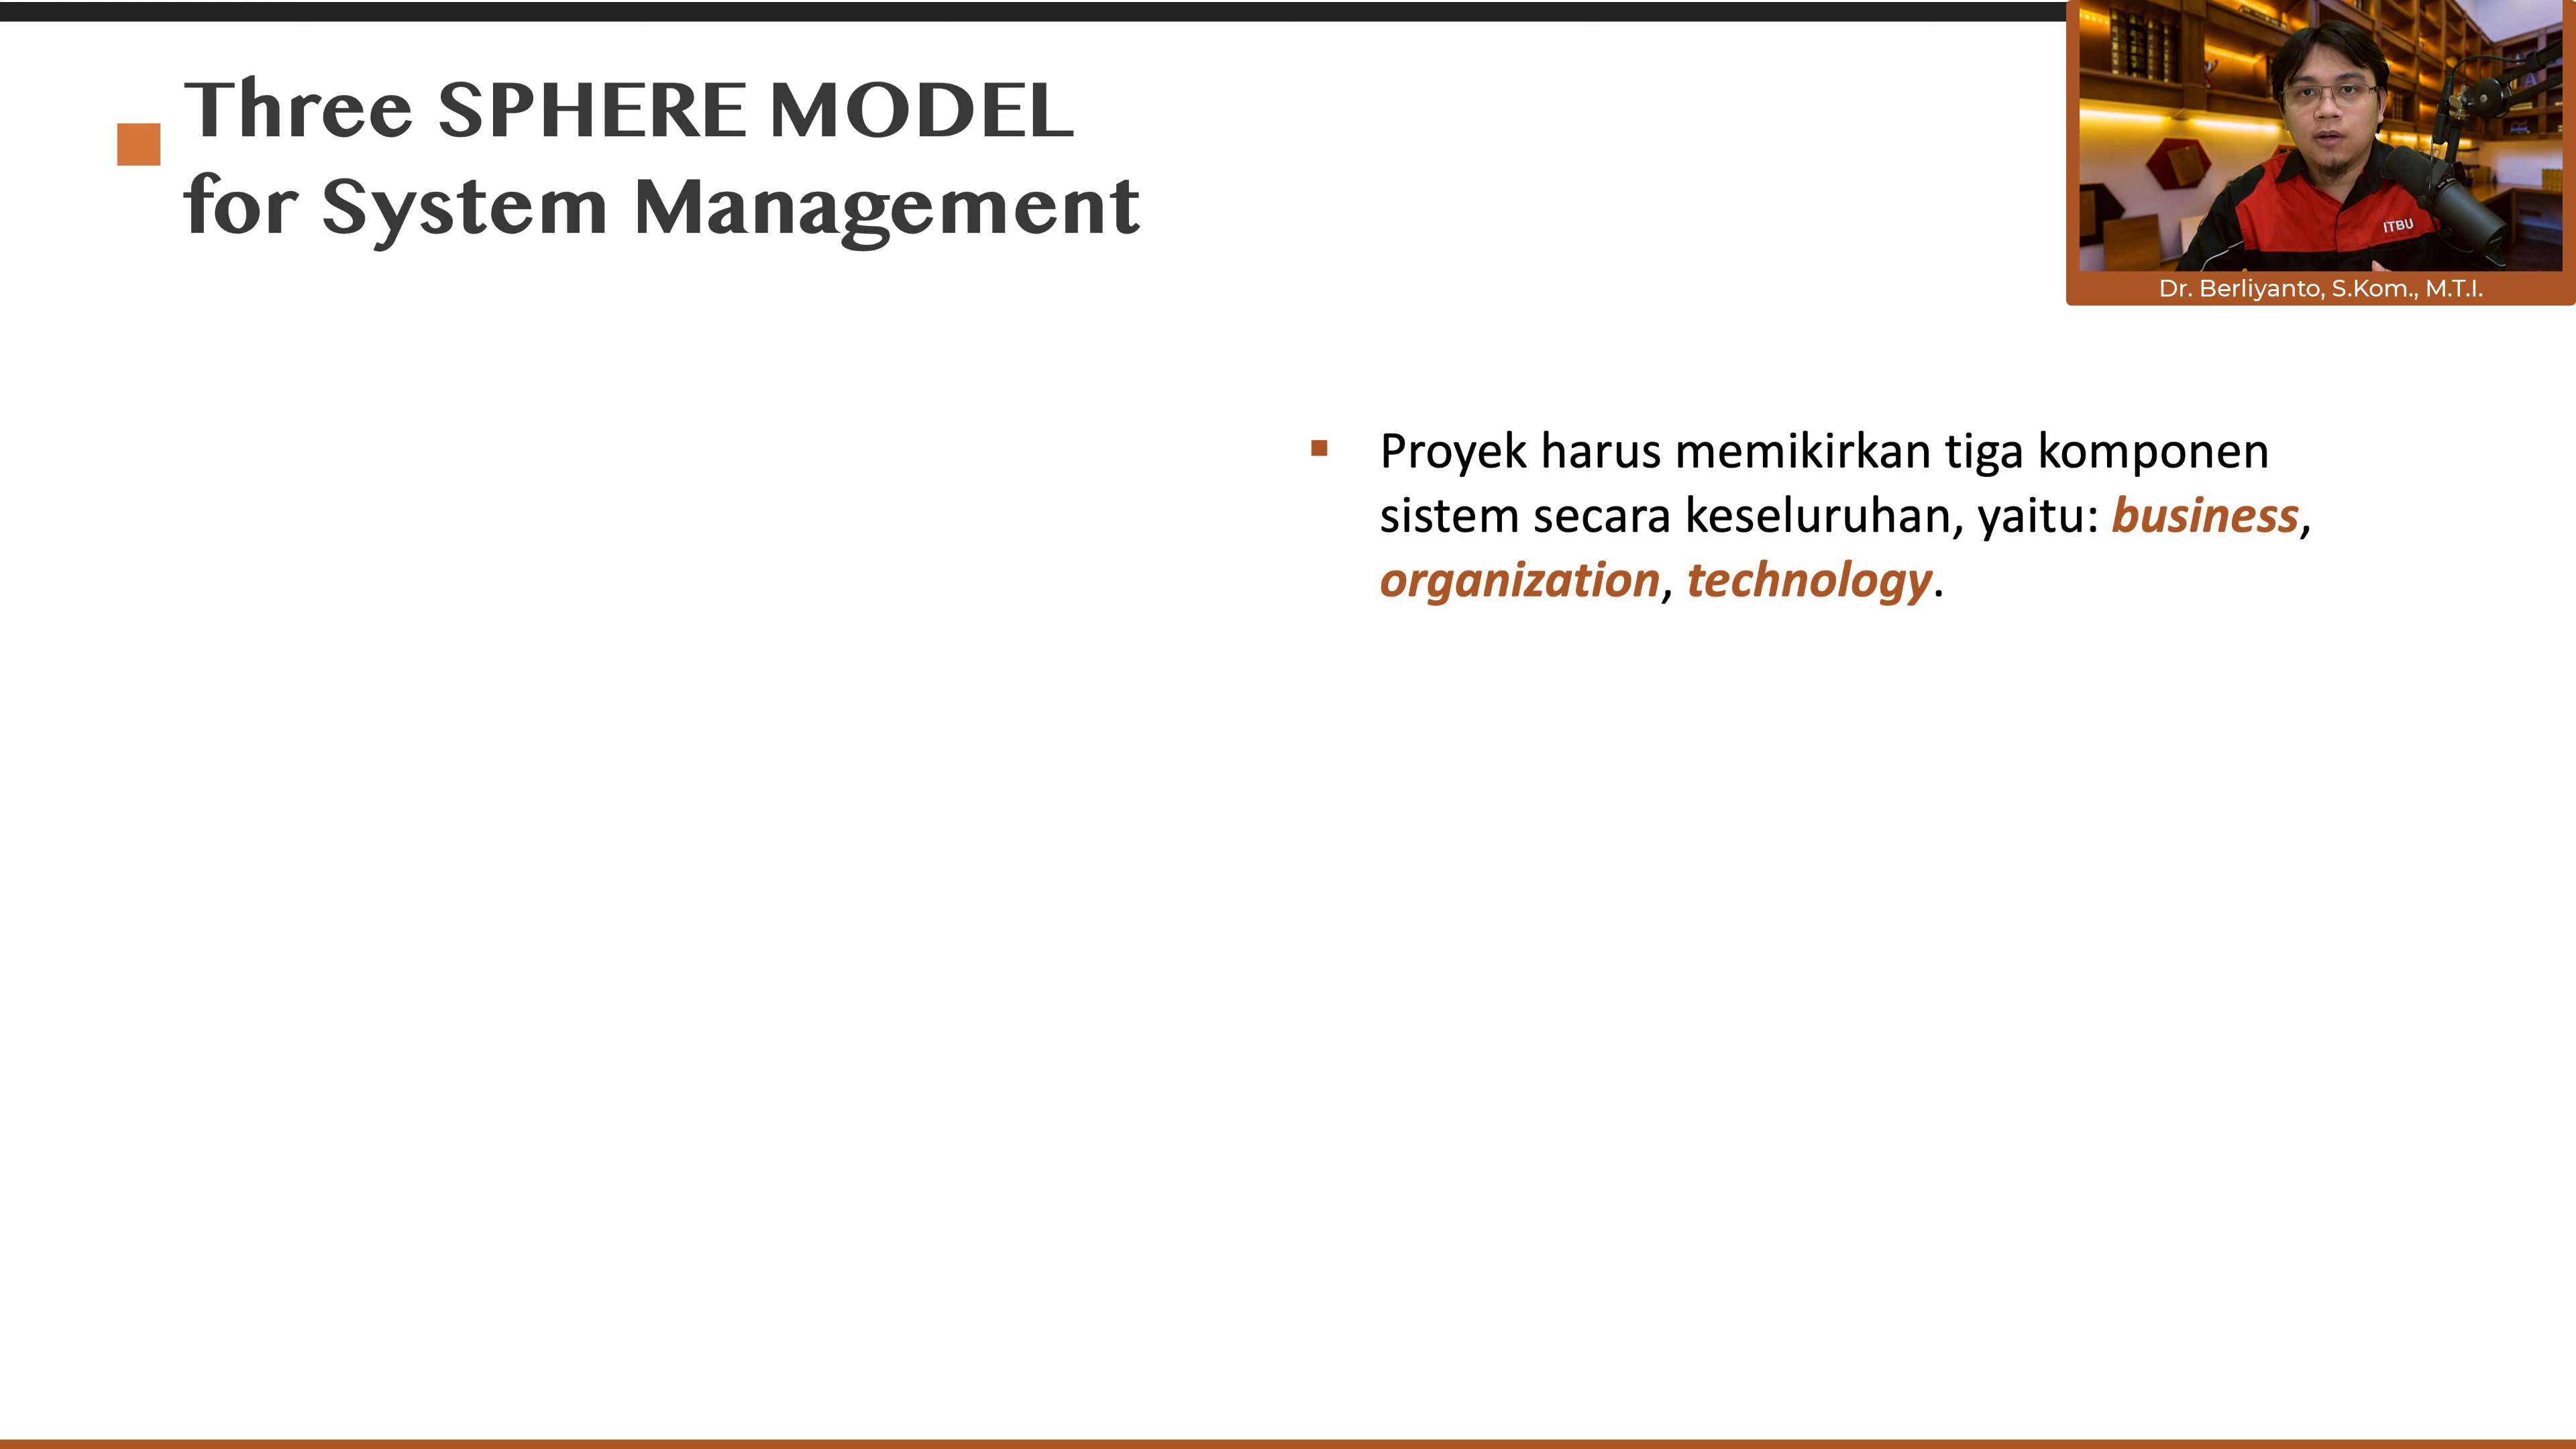 Three SPHERE MODEL
for System Management
ITBU
Dr. Berliyanto, S.Kom., M.T.I.
Proyek harus memikirkan tiga komponen
sistem secara keseluruhan, yaitu: business,
organization, technology.